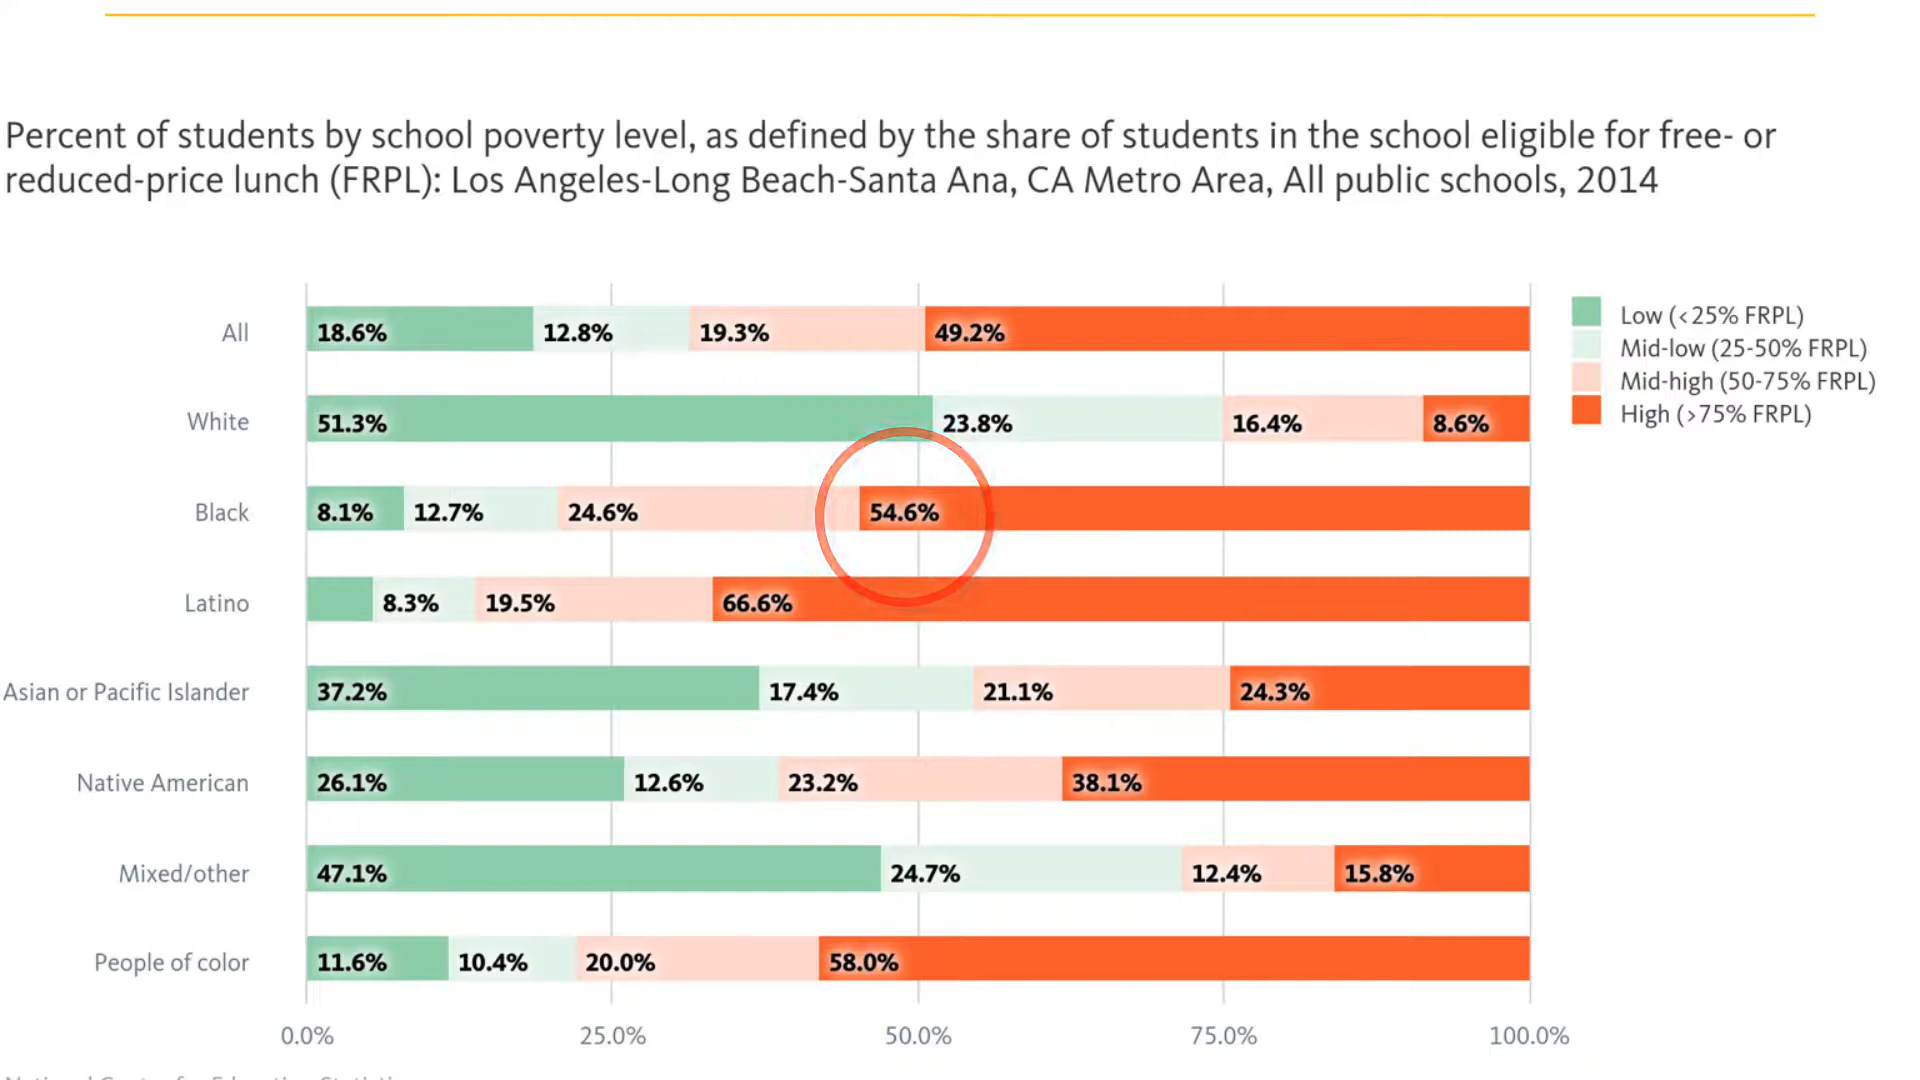 Percent of students by school poverty level, as defined by the share of students in the school eligible for free- or
reduced-price lunch (FRPL): Los Angeles-Long Beach-Santa Ana, CA Metro Area, All public schools, 2014
Low (<25% FRPL)
Mid-low (25-50% FRPL)
Mid-high (50-75% FRPL)
High (>75% FRPL)
All 18.6% 12.8% 19.3% 49.2%
White 51.3% 23.8% 16.4% 8.6%
Black 8.1% 12.7% 24.6% 54.6%
Latino 8.3% 19.5% 66.6%
Asian or Pacific Islander 37.2% 17.4% 21.1% 24.3%
Native American 26.1% 12.6% 23.2% 38.1%
Mixed/other 47.1% 24.7% 12.4% 15.8%
People of color 11.6% 10.4% 20.0% 58.0%
0.0% 25.0% 50.0% 75.0% 100.0%